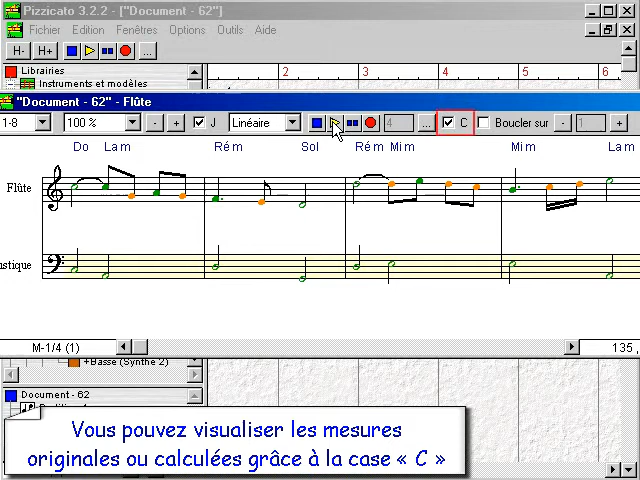 Pizzicato 3.2.2 - ["Document - 62"]
Fichier Edition Fenêtres Options Outils Aide
H- H+ ...
Librairies
Instruments et modèles
2 3 4 5 6
"Document - 62" - Flûte
1-8 100 % - + J Linéaire 4 ... C Boucler sur - 1 +
Do Lam Rém Sol Rém Mim Mim Lam
Flûte
ustique
M-1/4 (1) 135
+Basse (Synthe 2)
Document - 62
Vous pouvez visualiser les mesures
originales ou calculées grâce à la case « C »